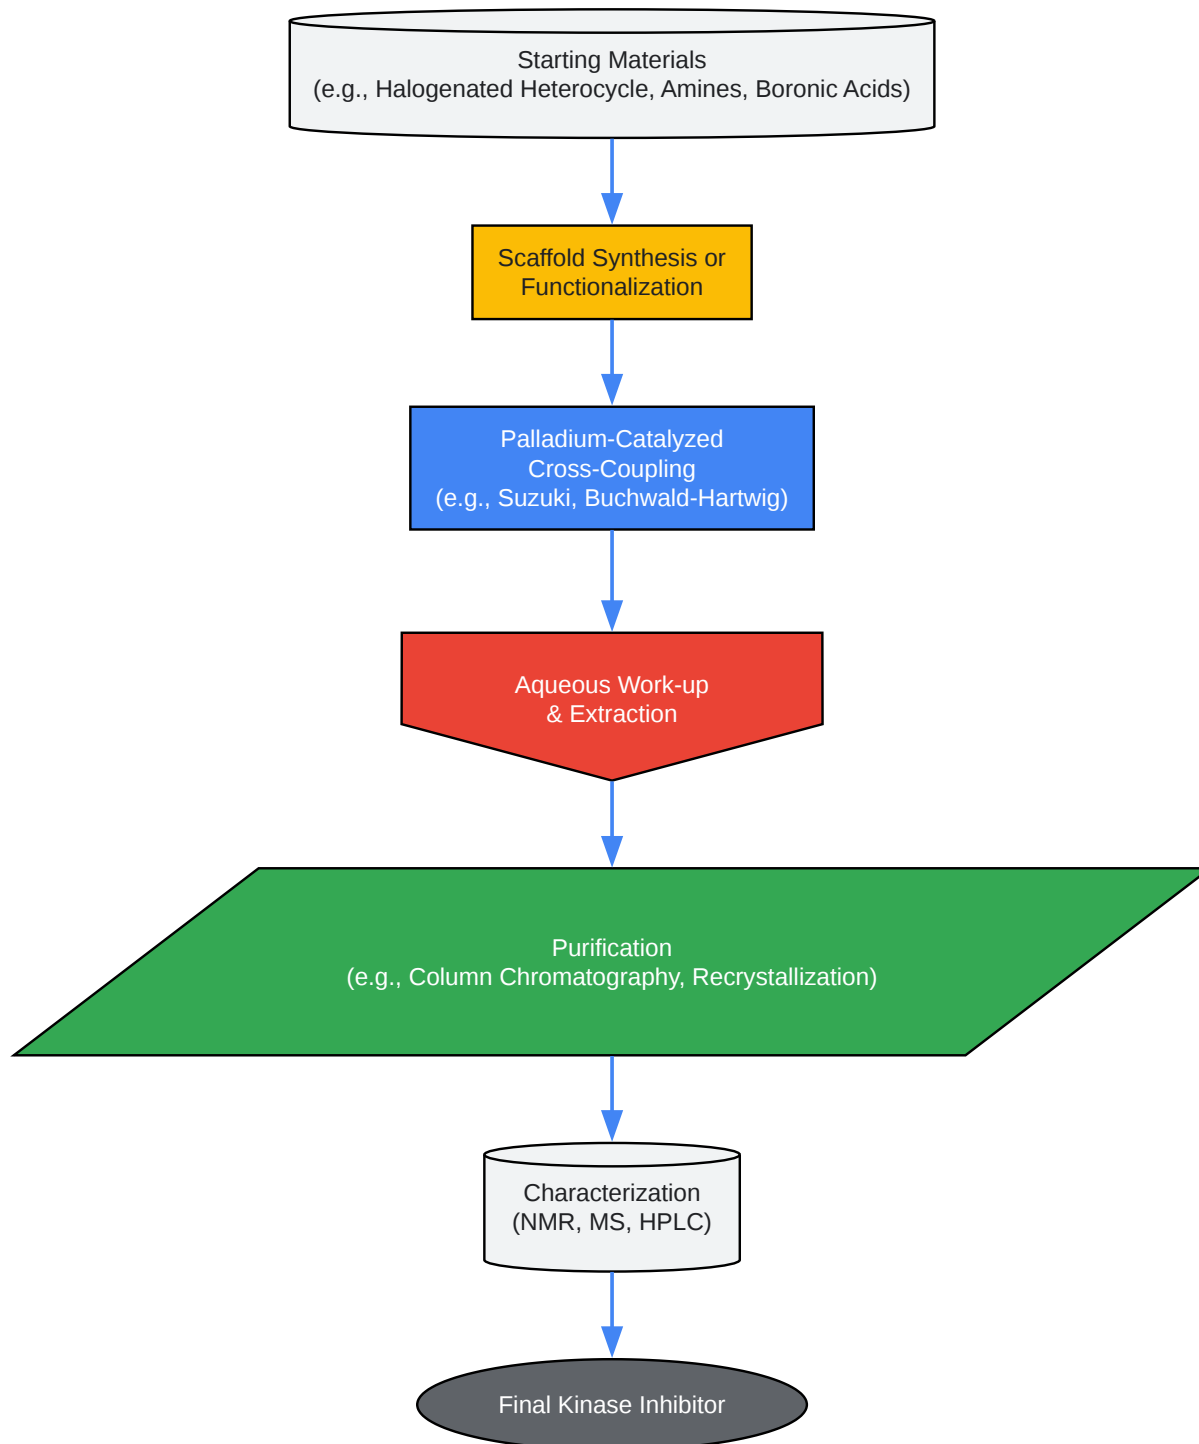 Starting Materials
(e.g., Halogenated Heterocycle, Amines, Boronic Acids)
Scaffold Synthesis or
Functionalization
Palladium-Catalyzed
Cross-Coupling
(e.g., Suzuki, Buchwald-Hartwig)
Aqueous Work-up
& Extraction
Purification
(e.g., Column Chromatography, Recrystallization)
Characterization
(NMR, MS, HPLC)
Final Kinase Inhibitor